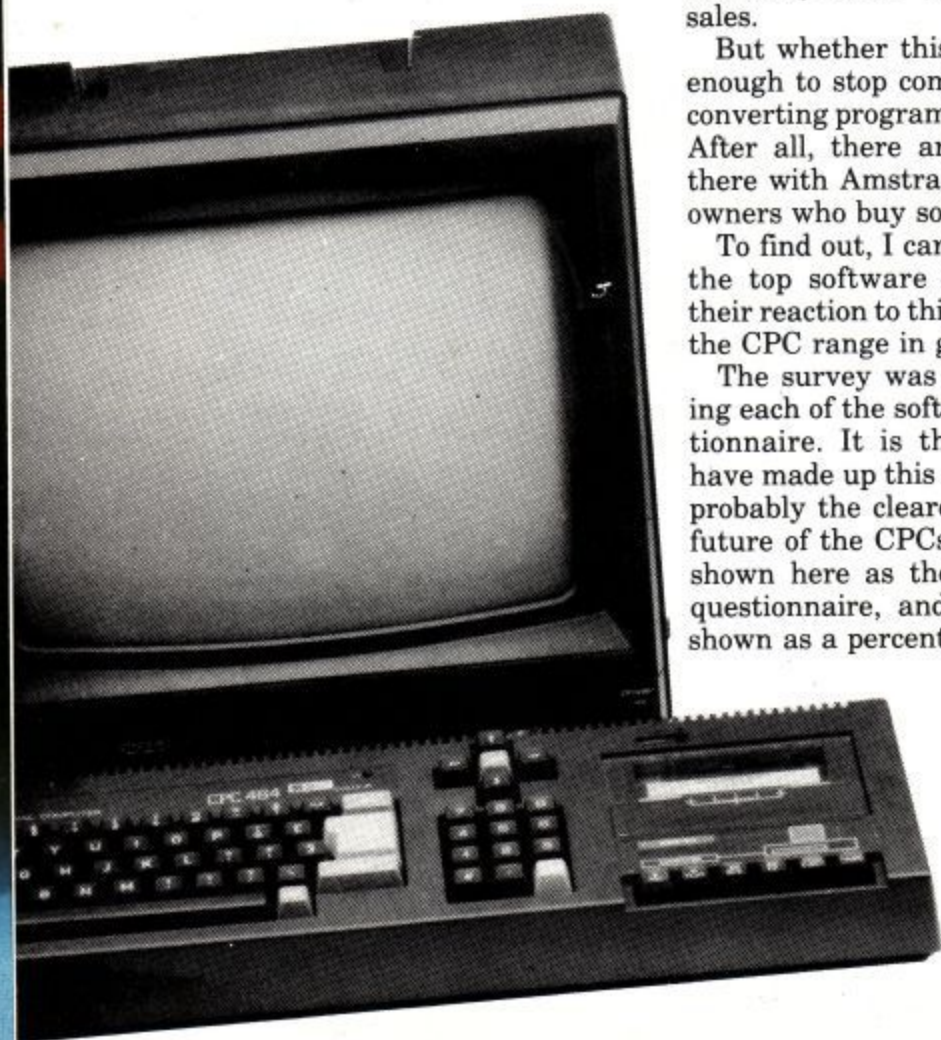 sales.
But whether this
enough to stop com
converting program
After all, there ar
there with Amstra
owners who buy so
To find out, I car
the top software
their reaction to thi
the CPC range in g
The survey was
ing each of the soft
tionnaire. It is th
have made up this
probably the cleare
future of the CPCs
shown here as the
questionnaire, and
shown as a percent
CPC 464
Y U I O P
G H J K L
B N M